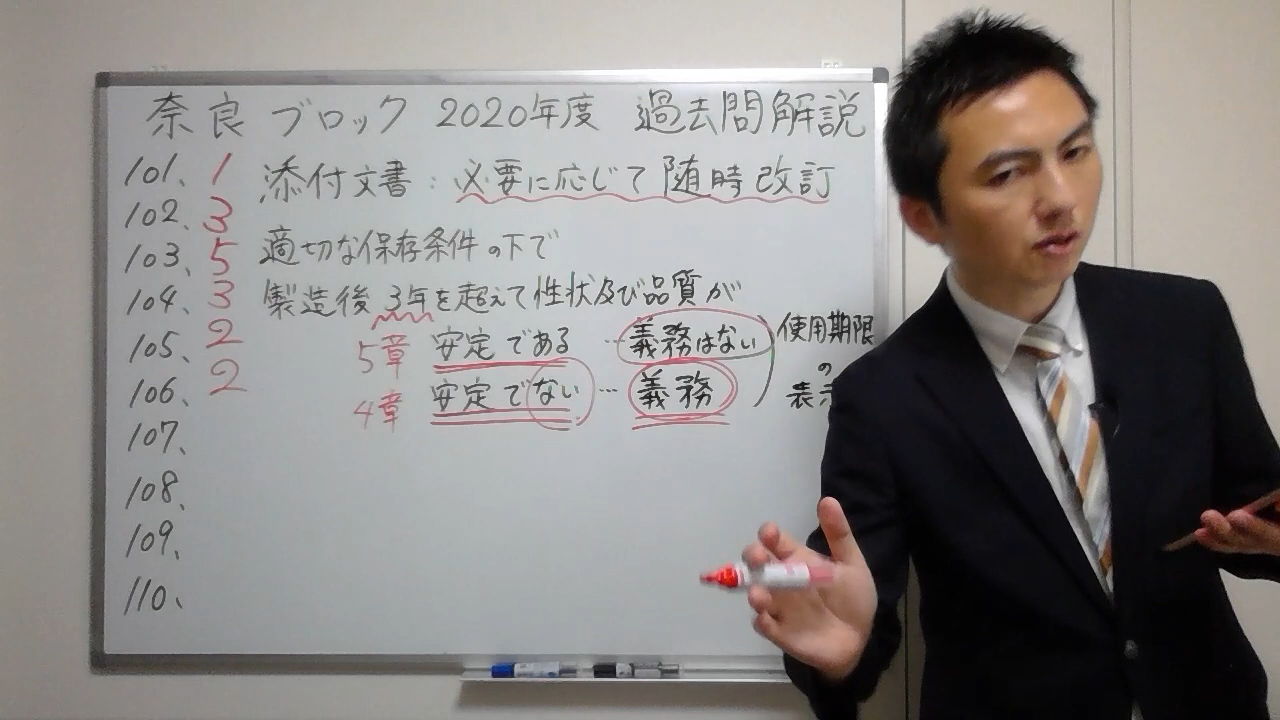 奈良ブロック 2020年度 過去問解説
101、1 添付文書：必要に応じて随時改訂
102、3
103、5 適切な保存条件の下で
104、3 製造後3年を超えて性状及び品質が
105、2 5章 安定である … 義務はない 使用期限
106、2 4章 安定でない … 義務 の 表示
107、
108、
109、
110、